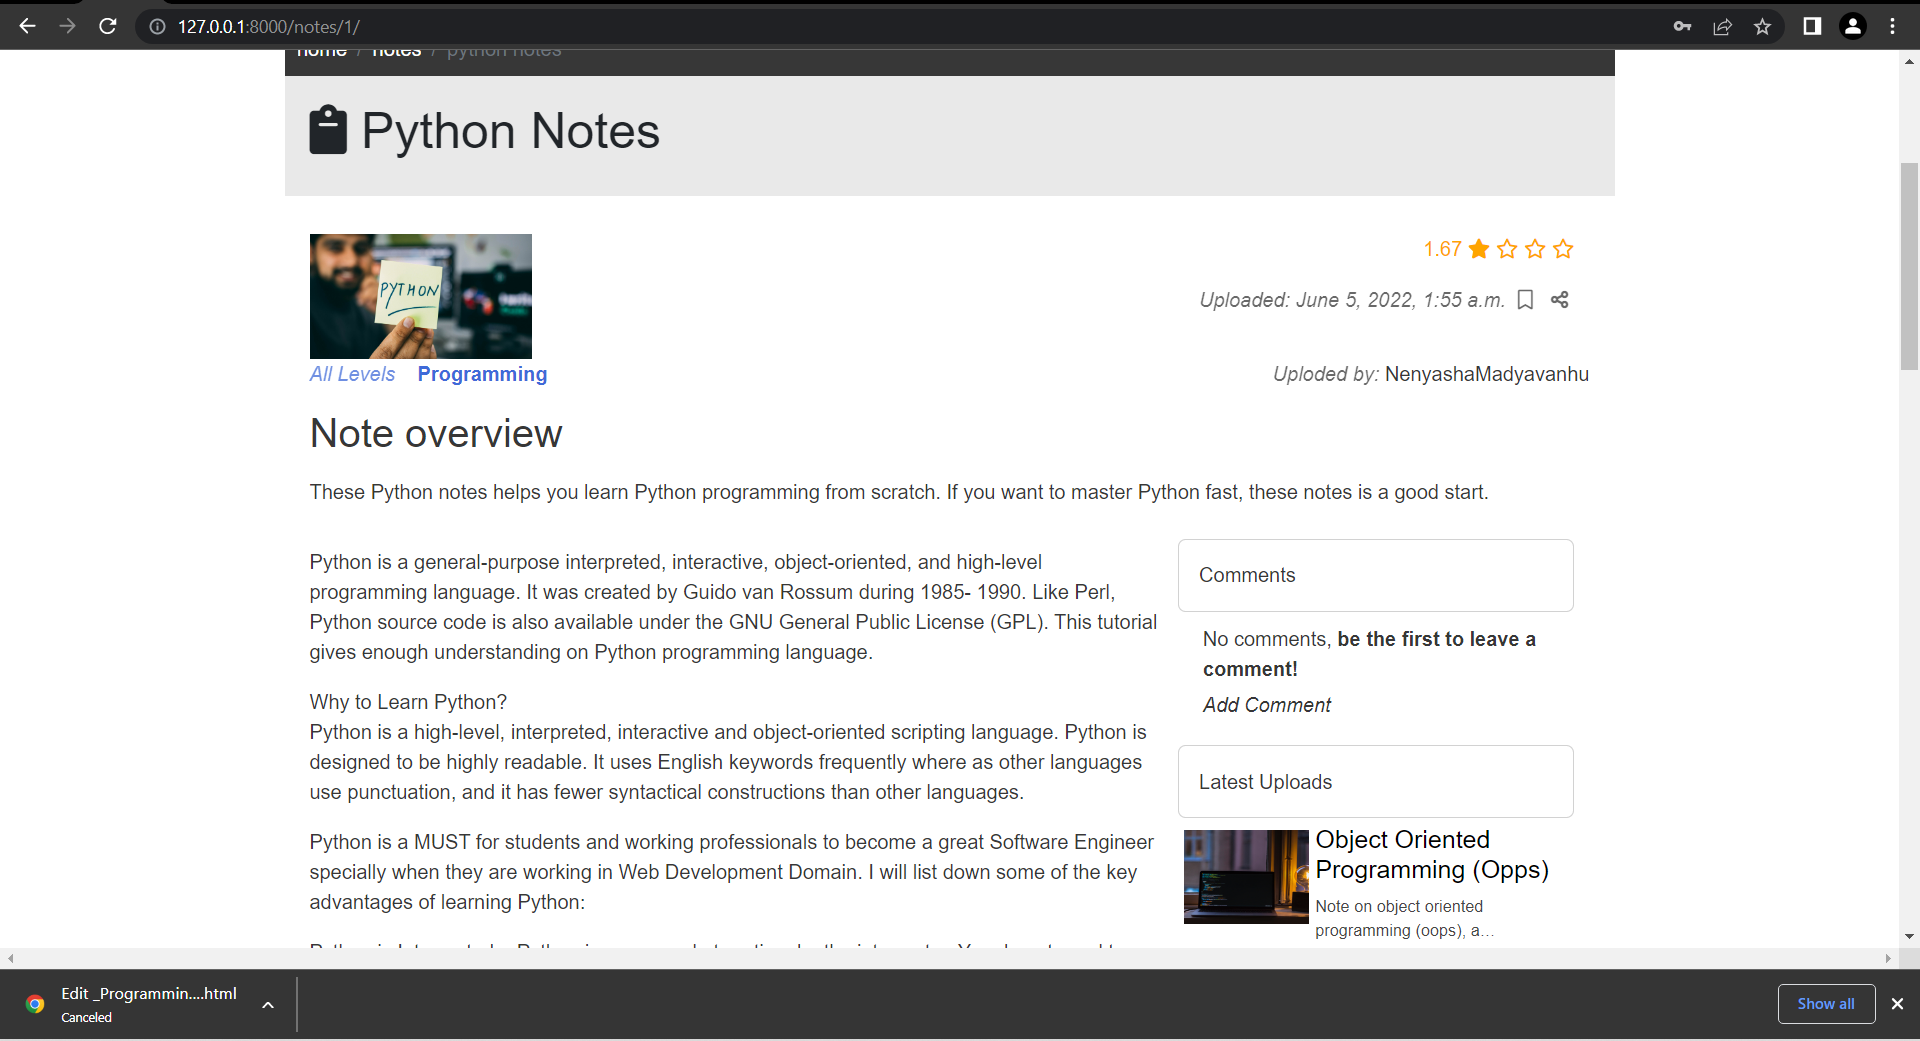 127.0.0.1:8000/notes/1/
home / notes / python notes
Python Notes
PYTHON
1.67
Uploaded: June 5, 2022, 1:55 a.m.
All Levels Programming
Uploded by: NenyashaMadyavanhu
Note overview
These Python notes helps you learn Python programming from scratch. If you want to master Python fast, these notes is a good start.
Python is a general-purpose interpreted, interactive, object-oriented, and high-level
programming language. It was created by Guido van Rossum during 1985- 1990. Like Perl,
Python source code is also available under the GNU General Public License (GPL). This tutorial
gives enough understanding on Python programming language.
Why to Learn Python?
Python is a high-level, interpreted, interactive and object-oriented scripting language. Python is
designed to be highly readable. It uses English keywords frequently where as other languages
use punctuation, and it has fewer syntactical constructions than other languages.
Python is a MUST for students and working professionals to become a great Software Engineer
specially when they are working in Web Development Domain. I will list down some of the key
advantages of learning Python:
Comments
No comments, be the first to leave a
comment!
Add Comment
Latest Uploads
Object Oriented
Programming (Opps)
Note on object oriented
programming (oops), a...
Edit _Programmin....html
Canceled
Show all